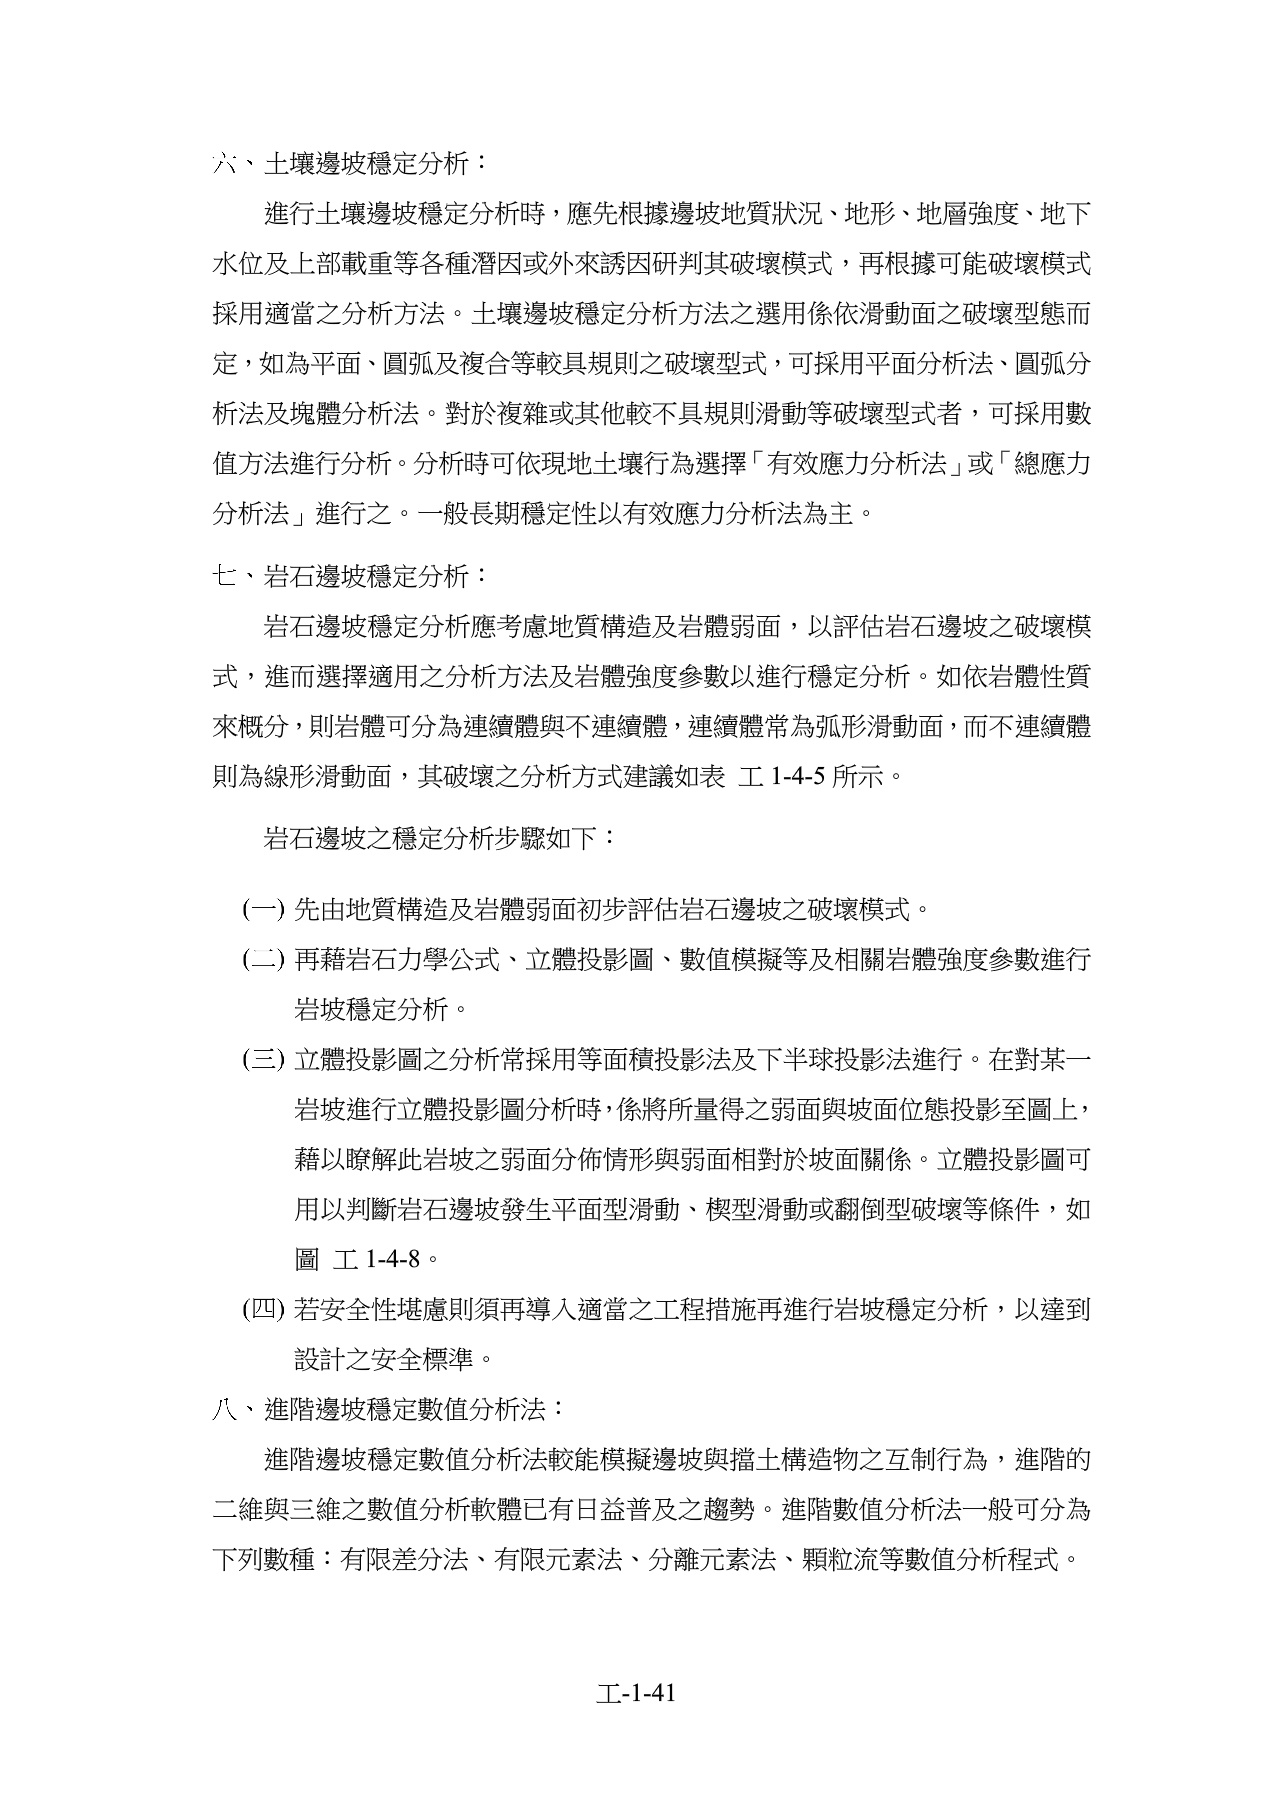 六、土壤邊坡穩定分析：
進行土壤邊坡穩定分析時，應先根據邊坡地質狀況、地形、地層強度、地下
水位及上部載重等各種潛因或外來誘因研判其破壞模式，再根據可能破壞模式
採用適當之分析方法。土壤邊坡穩定分析方法之選用係依滑動面之破壞型態而
定，如為平面、圓弧及複合等較具規則之破壞型式，可採用平面分析法、圓弧分
析法及塊體分析法。對於複雜或其他較不具規則滑動等破壞型式者，可採用數
值方法進行分析。分析時可依現地土壤行為選擇「有效應力分析法」或「總應力
分析法」進行之。一般長期穩定性以有效應力分析法為主。
七、岩石邊坡穩定分析：
岩石邊坡穩定分析應考慮地質構造及岩體弱面，以評估岩石邊坡之破壞模
式，進而選擇適用之分析方法及岩體強度參數以進行穩定分析。如依岩體性質
來概分，則岩體可分為連續體與不連續體，連續體常為弧形滑動面，而不連續體
則為線形滑動面，其破壞之分析方式建議如表 工 1-4-5 所示。
岩石邊坡之穩定分析步驟如下：
(一) 先由地質構造及岩體弱面初步評估岩石邊坡之破壞模式。
(二) 再藉岩石力學公式、立體投影圖、數值模擬等及相關岩體強度參數進行
岩坡穩定分析。
(三) 立體投影圖之分析常採用等面積投影法及下半球投影法進行。在對某一
岩坡進行立體投影圖分析時，係將所量得之弱面與坡面位態投影至圖上，
藉以瞭解此岩坡之弱面分佈情形與弱面相對於坡面關係。立體投影圖可
用以判斷岩石邊坡發生平面型滑動、楔型滑動或翻倒型破壞等條件，如
圖 工 1-4-8。
(四) 若安全性堪慮則須再導入適當之工程措施再進行岩坡穩定分析，以達到
設計之安全標準。
八、進階邊坡穩定數值分析法：
進階邊坡穩定數值分析法較能模擬邊坡與擋土構造物之互制行為，進階的
二維與三維之數值分析軟體已有日益普及之趨勢。進階數值分析法一般可分為
下列數種：有限差分法、有限元素法、分離元素法、顆粒流等數值分析程式。
工-1-41